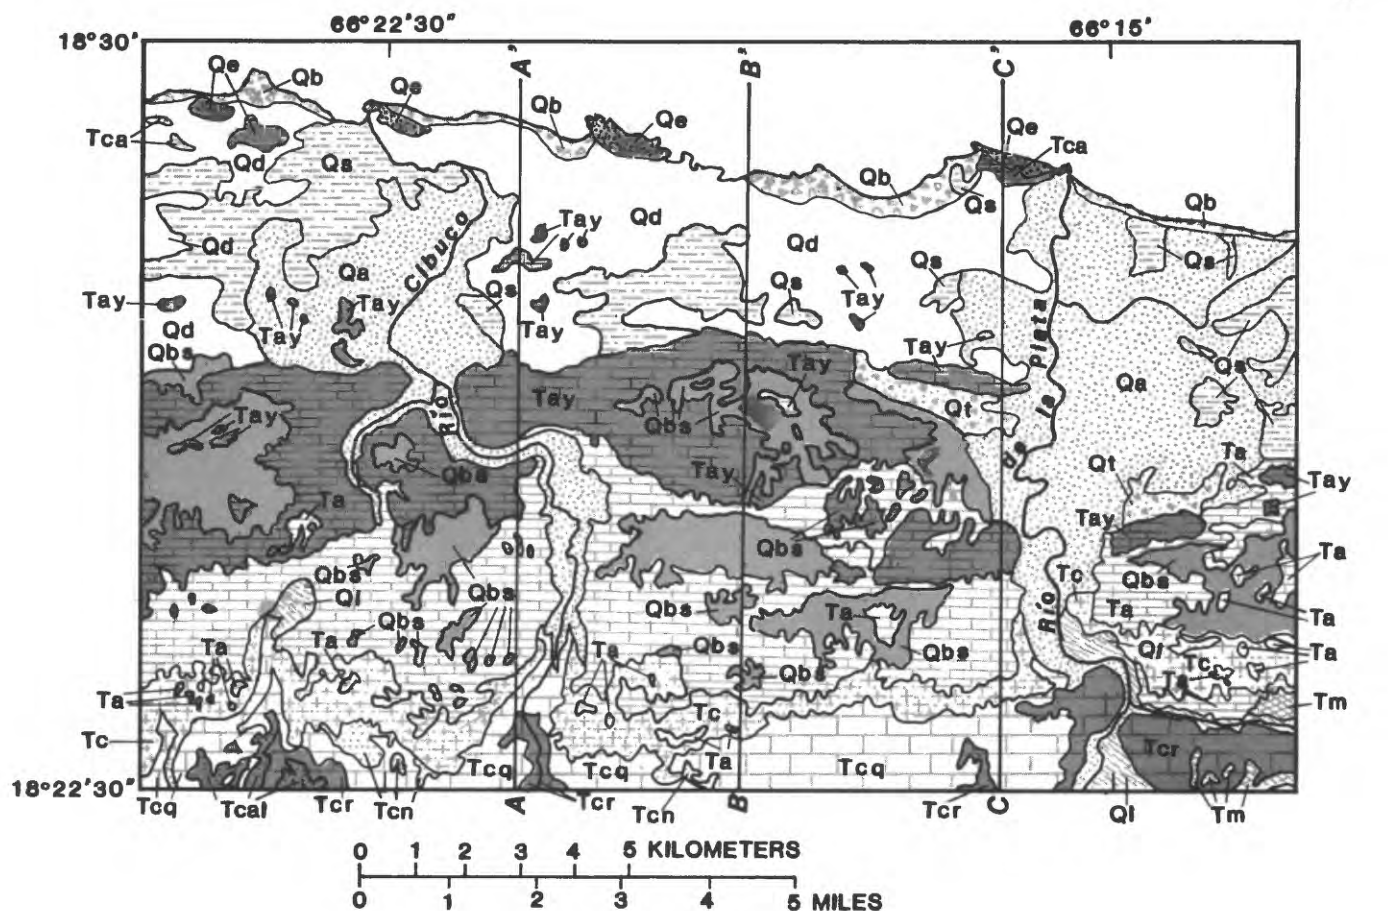 66°22'30" 66°15'
18°30'
A' B' C'
Qe Qb Qe Qb Qe Qe Tca
Tca Qd Qs Qb Qs Qb
Cibuco
Qd Qa Tay Qd Qd Qs Qs
Tay Tay Tay Qs Tay Qs Tay
Qd Tay Qs
Qbs Tay
Río de la Plata
Tay Río Tay Qbs Tay Qt Qa
Qbs Tay Qt Ta Tay
Ta Tay
Qbs Ql Qbs Qbs Tc Qbs Ta
Qbs Ta Qbs Ta Río Ta Ta
Ta Ta Qbs Qbs Qbs Ql Tc Ta Ta
Ta Tc Tm
Tc Tcq Tcq Ta Tcq Tcr
18°22'30"
Tcq Tcal Tcr Tcn A Tcr Tcn B Tcr C Ql Tm
0 1 2 3 4 5 KILOMETERS
0 1 2 3 4 5 MILES